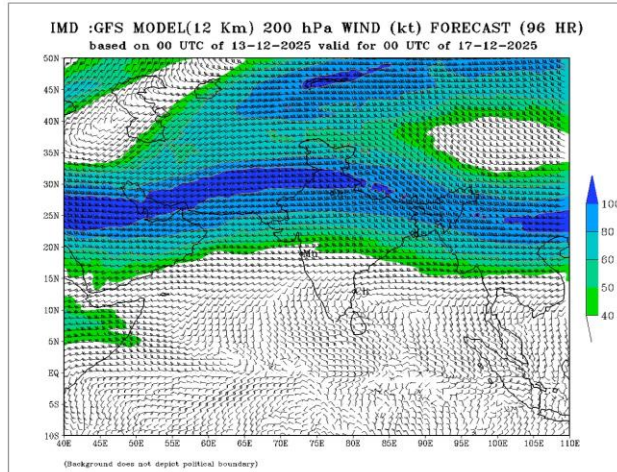 IMD :GFS MODEL(12 Km) 200 hPa WIND (kt) FORECAST (96 HR)
based on 00 UTC of 13-12-2025 valid for 00 UTC of 17-12-2025
50N
45N
40N
35N
30N
25N
20N
15N
10N
5N
EQ
5S
10S
Mu
Ch
100
80
60
50
40
40E 45E 50E 55E 60E 65E 70E 75E 80E 85E 90E 95E 100E 105E 110E
(Background does not depict political boundary)